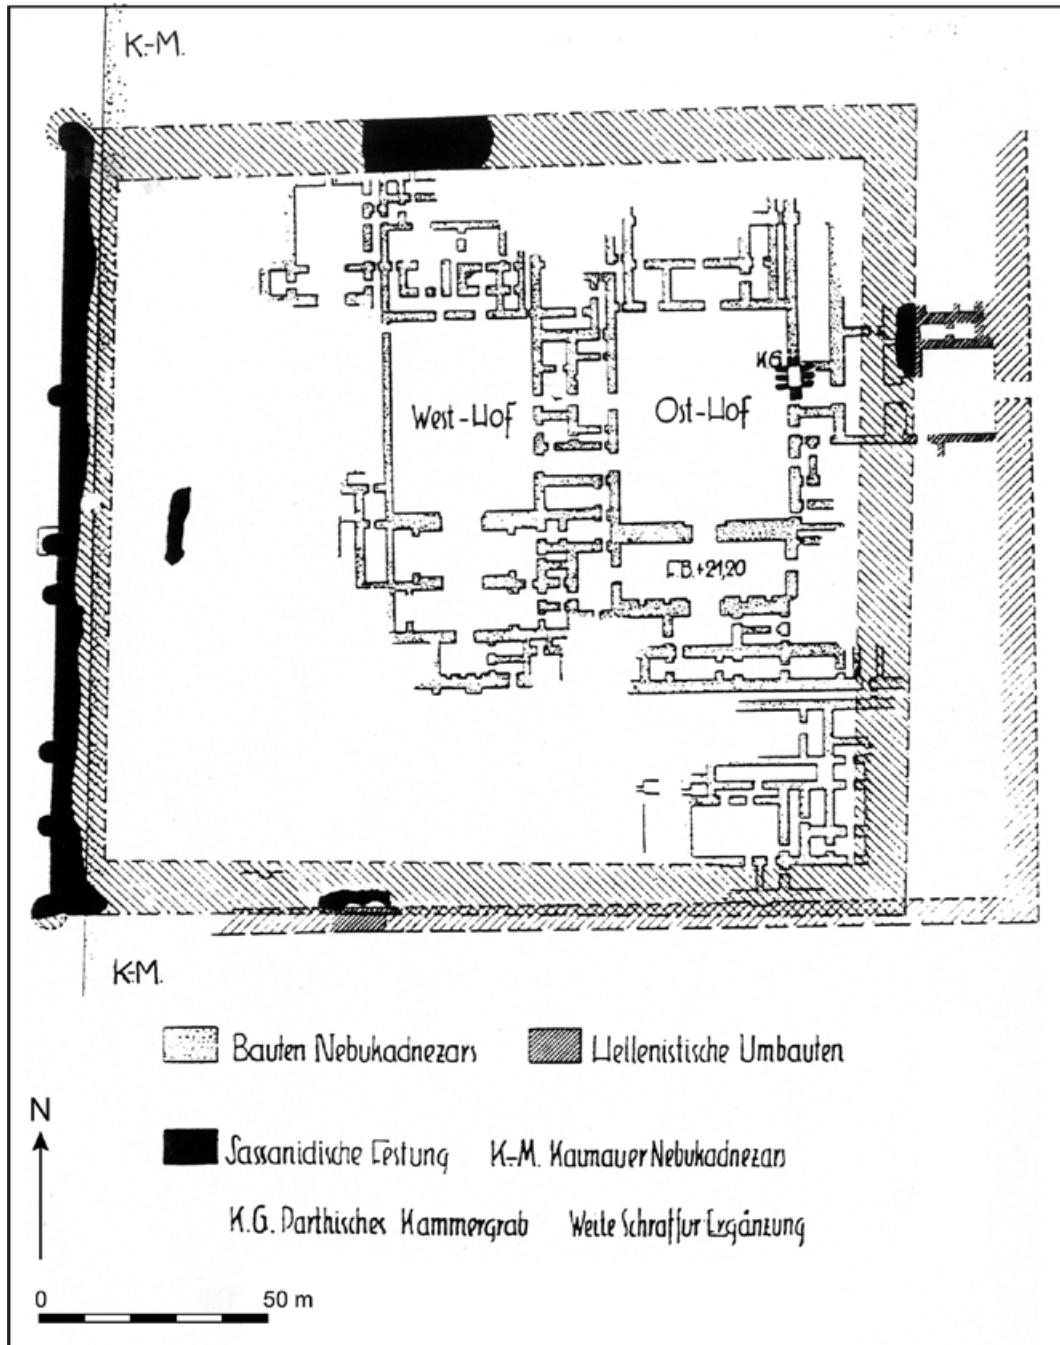 K.-M.
K.G.
West-Hof
Ost-Hof
F.B.+21,20
K-M.
Bauten Nebukadnezars
Hellenistische Umbauten
N
Sassanidische Festung
K-M. Kaimauer Nebukadnezars
K.G. Parthisches Kammergrab
Weite Schraffur Ergänzung
0 50 m